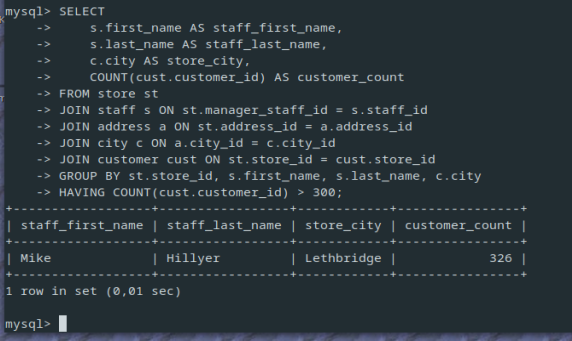 mysql> SELECT
    ->     s.first_name AS staff_first_name,
    ->     s.last_name AS staff_last_name,
    ->     c.city AS store_city,
    ->     COUNT(cust.customer_id) AS customer_count
    -> FROM store st
    -> JOIN staff s ON st.manager_staff_id = s.staff_id
    -> JOIN address a ON st.address_id = a.address_id
    -> JOIN city c ON a.city_id = c.city_id
    -> JOIN customer cust ON st.store_id = cust.store_id
    -> GROUP BY st.store_id, s.first_name, s.last_name, c.city
    -> HAVING COUNT(cust.customer_id) > 300;
+------------------+-----------------+------------+----------------+
| staff_first_name | staff_last_name | store_city | customer_count |
+------------------+-----------------+------------+----------------+
| Mike             | Hillyer         | Lethbridge |            326 |
+------------------+-----------------+------------+----------------+
1 row in set (0,01 sec)
mysql>